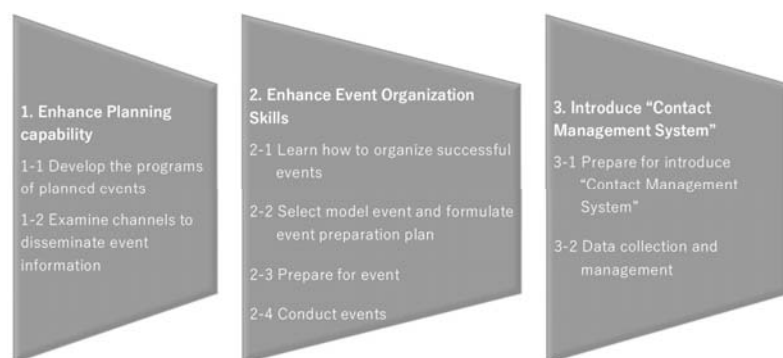 1. Enhance Planning
capability
1-1 Develop the programs
of planned events
1-2 Examine channels to
disseminate event
information
2. Enhance Event Organization
Skills
2-1 Learn how to organize successful
events
2-2 Select model event and formulate
event preparation plan
2-3 Prepare for event
2-4 Conduct events
3. Introduce “Contact
Management System”
3-1 Prepare for introduce
“Contact Management
System”
3-2 Data collection and
management